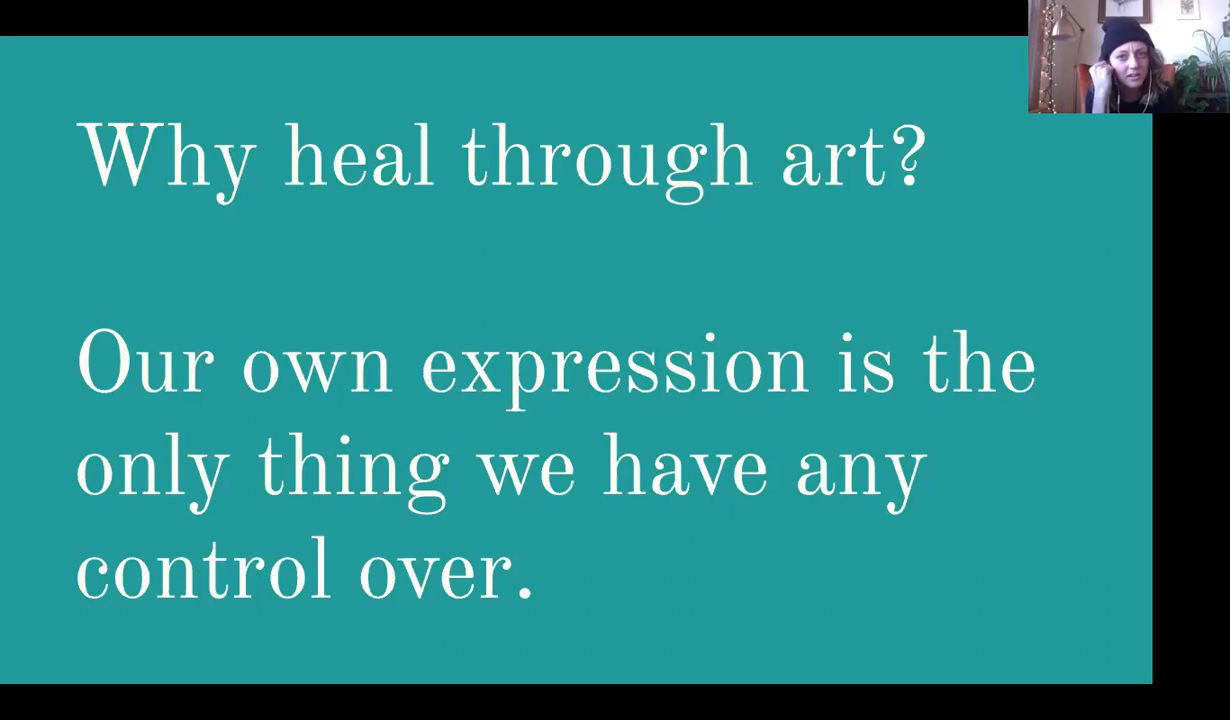 Why heal through art?
Our own expression is the
only thing we have any
control over.